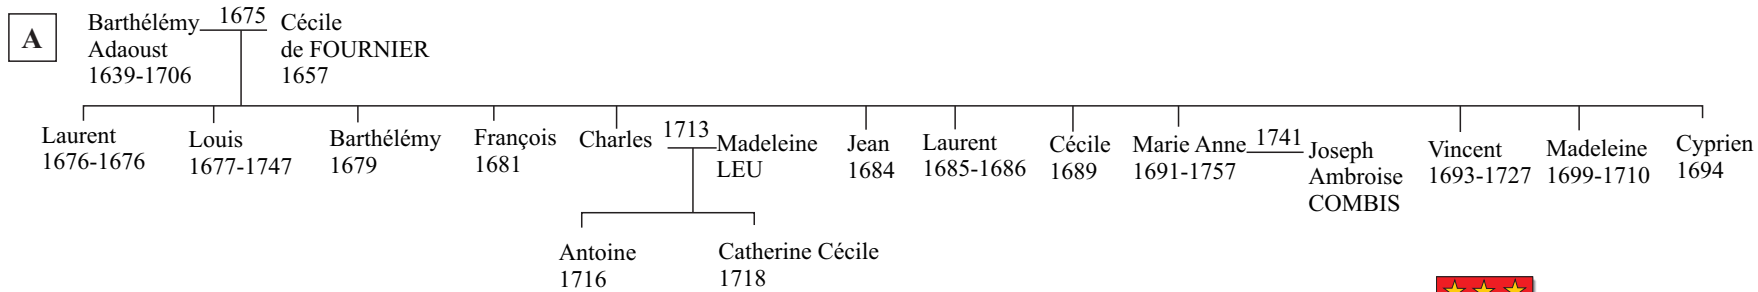 A
Barthélémy
Adaoust
1639-1706
1675
Cécile
de FOURNIER
1657
Laurent
1676-1676
Louis
1677-1747
Barthélémy
1679
François
1681
Charles
1713
Madeleine
LEU
Jean
1684
Laurent
1685-1686
Cécile
1689
Marie Anne
1691-1757
1741
Joseph
Ambroise
COMBIS
Vincent
1693-1727
Madeleine
1699-1710
Cyprien
1694
Antoine
1716
Catherine Cécile
1718